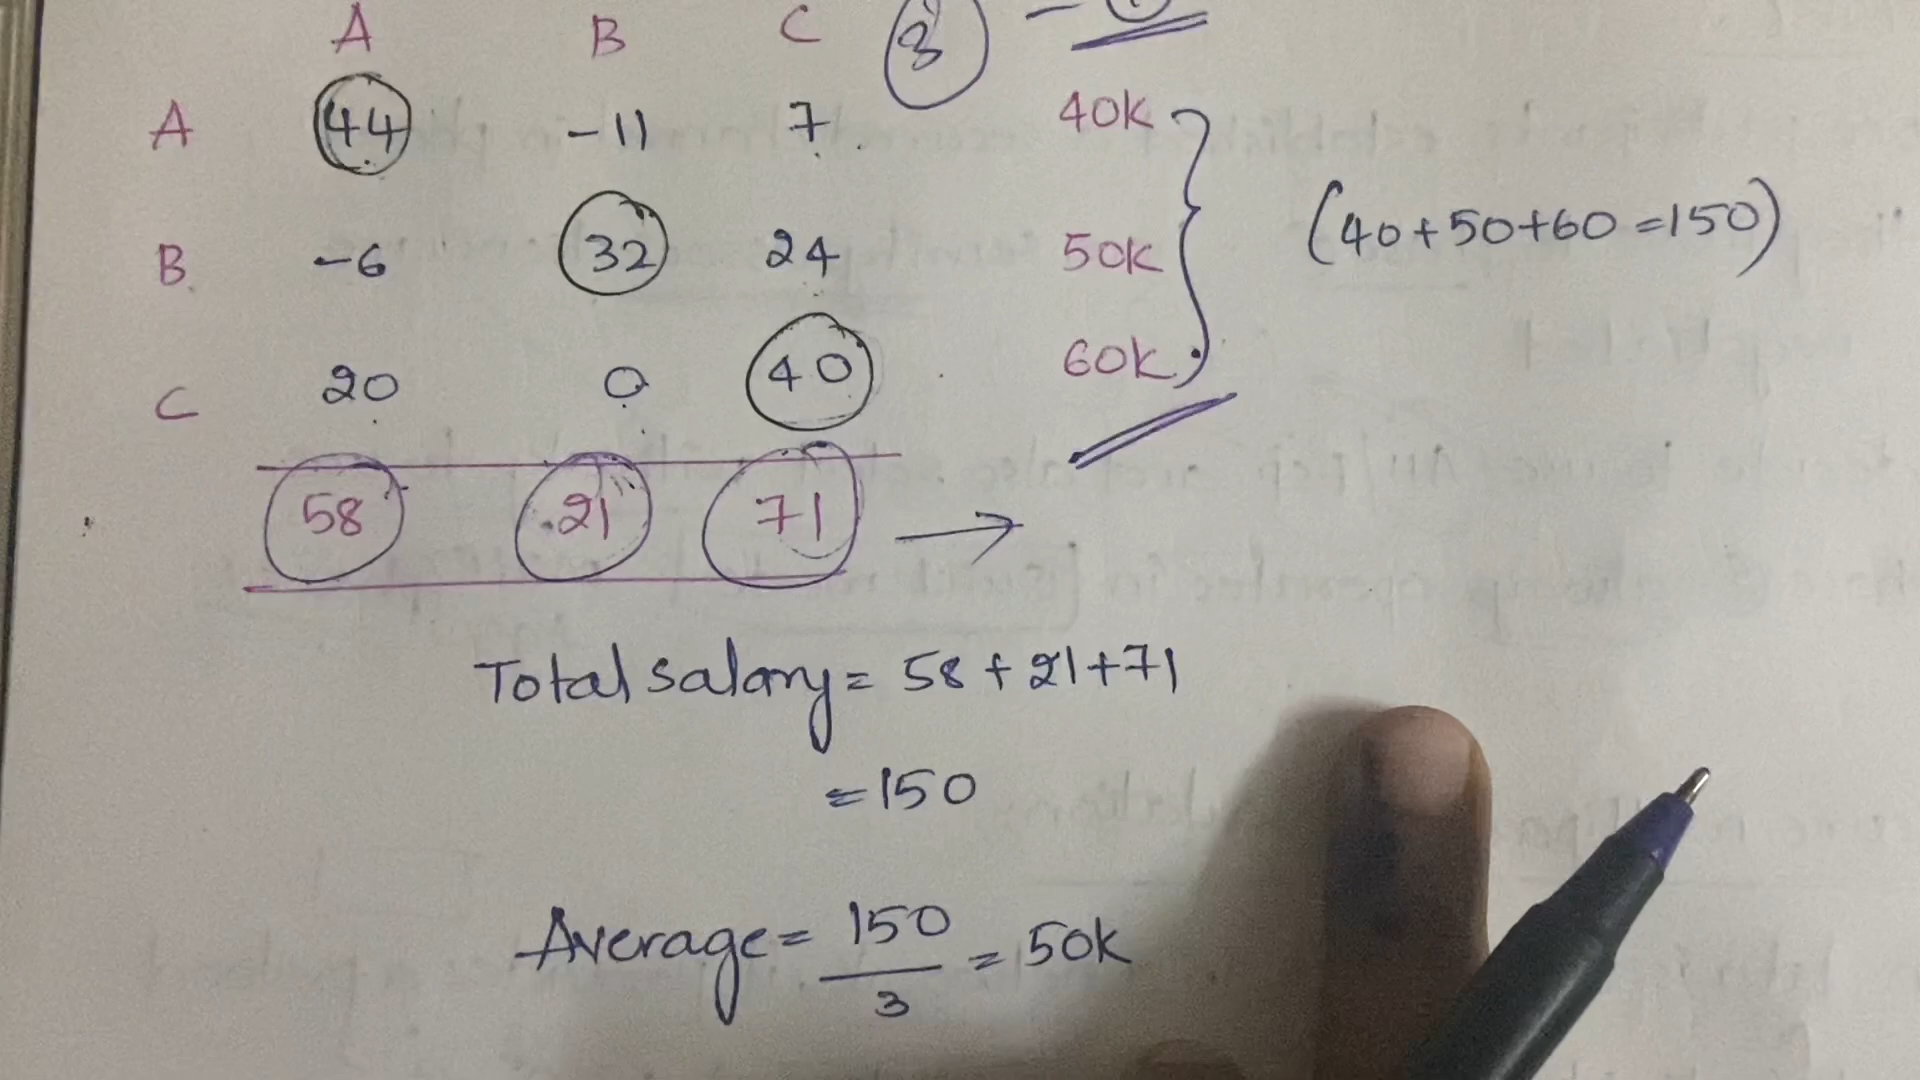 A B C 8
A 44 -11 7 40k
B -6 32 24 50k (40+50+60=150)
C 20 0 40 60k
58 21 71 →
Total salary = 58+21+71
=150
Average = 150/3 = 50k